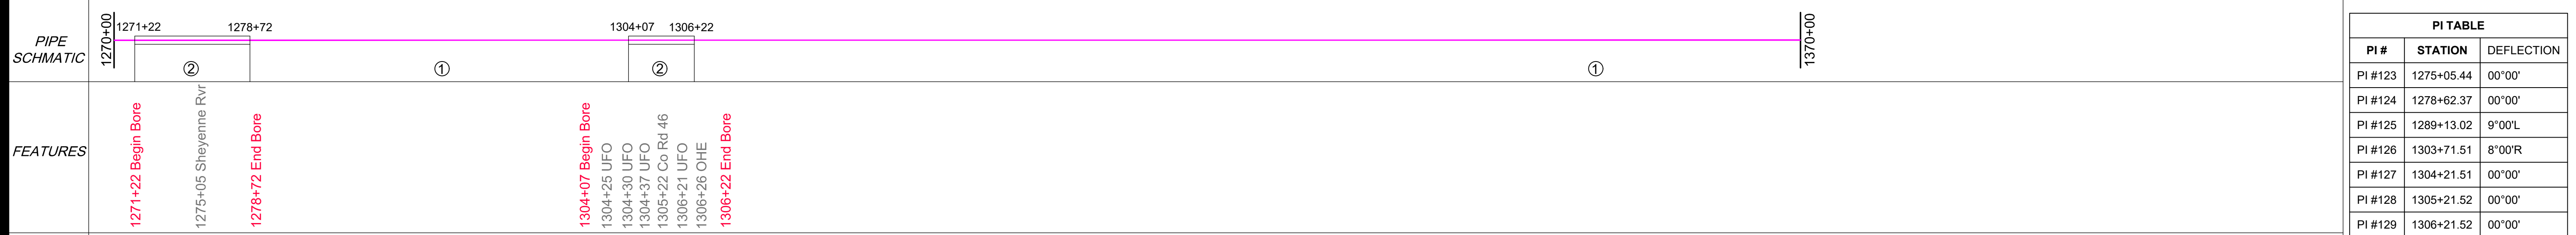 PIPE
SCHMATIC
1270+00
1271+22
1278+72
1304+07
1306+22
1370+00
②
①
②
①
FEATURES
1271+22 Begin Bore
1275+05 Sheyenne Rvr
1278+72 End Bore
1304+07 Begin Bore
1304+25 UFO
1304+30 UFO
1304+37 UFO
1305+22 Co Rd 46
1306+21 UFO
1306+26 OHE
1306+22 End Bore
PI TABLE
PI # STATION DEFLECTION
PI #123 1275+05.44 00°00'
PI #124 1278+62.37 00°00'
PI #125 1289+13.02 9°00'L
PI #126 1303+71.51 8°00'R
PI #127 1304+21.51 00°00'
PI #128 1305+21.52 00°00'
PI #129 1306+21.52 00°00'